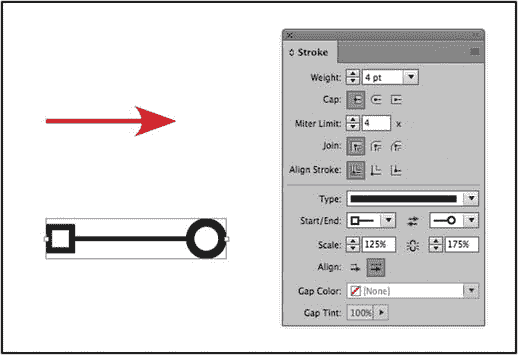 Stroke
Weight: 4 pt
Cap:
Miter Limit: 4 x
Join:
Align Stroke:
Type:
Start/End:
Scale: 125% 175%
Align:
Gap Color: [None]
Gap Tint: 100%